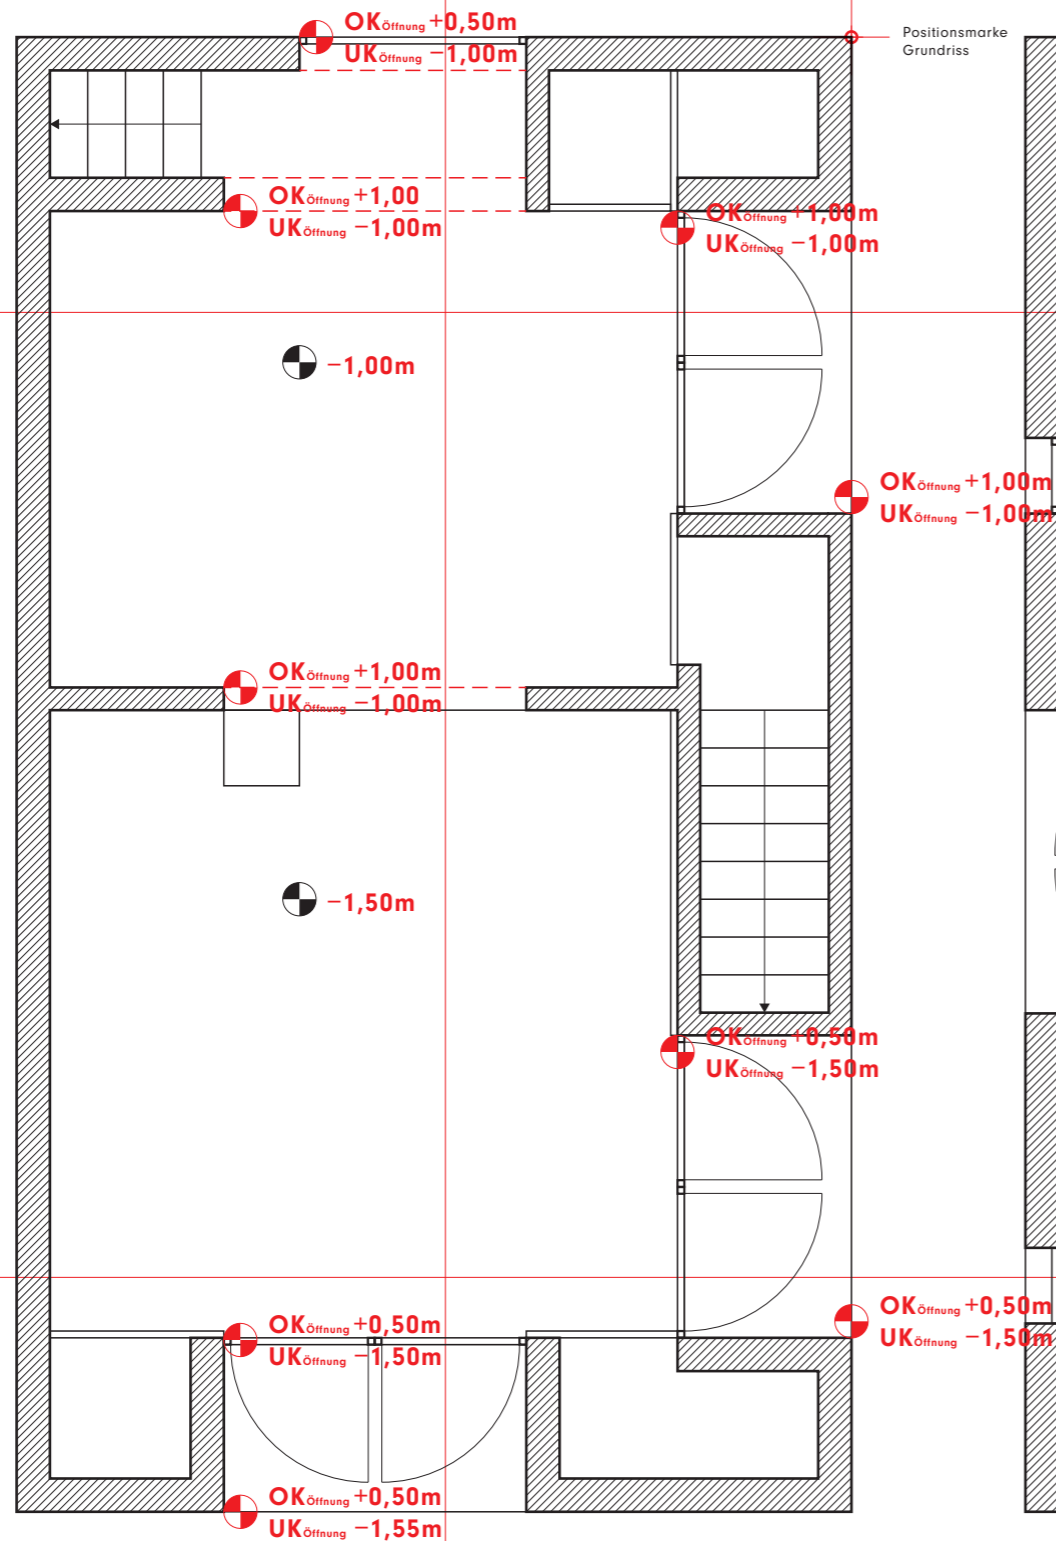 OKÖffnung +0,50m
UKÖffnung −1,00m
Positionsmarke
Grundriss
OKÖffnung +1,00
UKÖffnung −1,00m
OKÖffnung +1,00m
UKÖffnung −1,00m
−1,00m
OKÖffnung +1,00m
UKÖffnung −1,00m
OKÖffnung +1,00m
UKÖffnung −1,00m
−1,50m
OKÖffnung +0,50m
UKÖffnung −1,50m
OKÖffnung +0,50m
UKÖffnung −1,50m
OKÖffnung +0,50m
UKÖffnung −1,50m
OKÖffnung +0,50m
UKÖffnung −1,55m